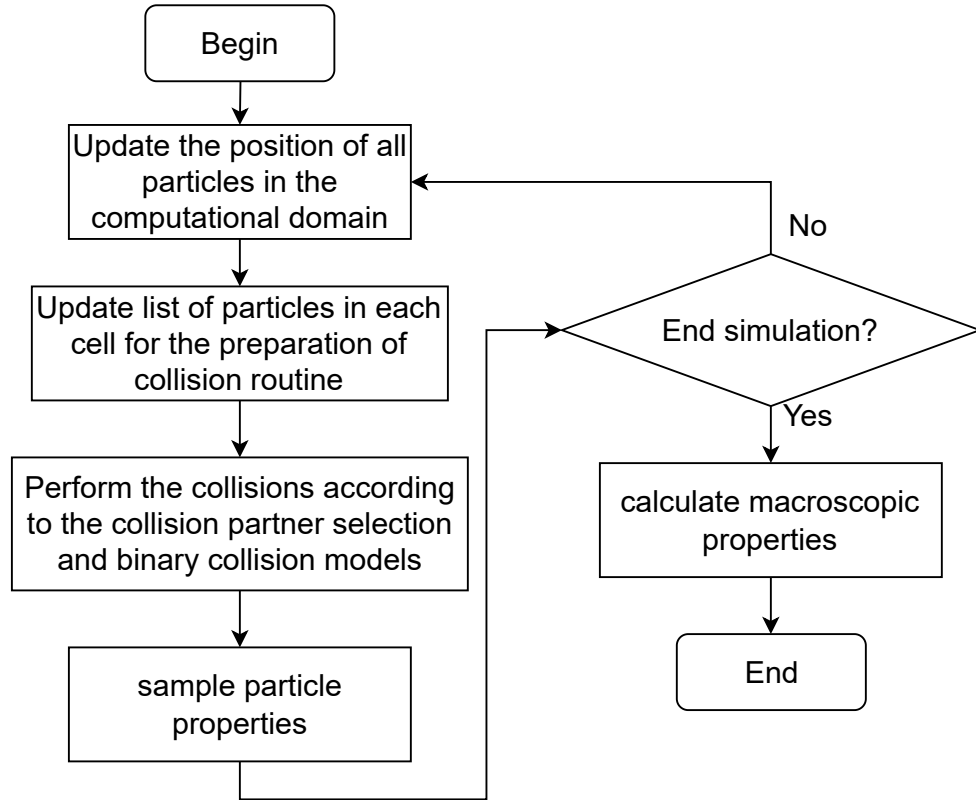 Begin
Update the position of all
particles in the
computational domain
Update list of particles in each
cell for the preparation of
collision routine
Perform the collisions according
to the collision partner selection
and binary collision models
sample particle
properties
No
End simulation?
Yes
calculate macroscopic
properties
End